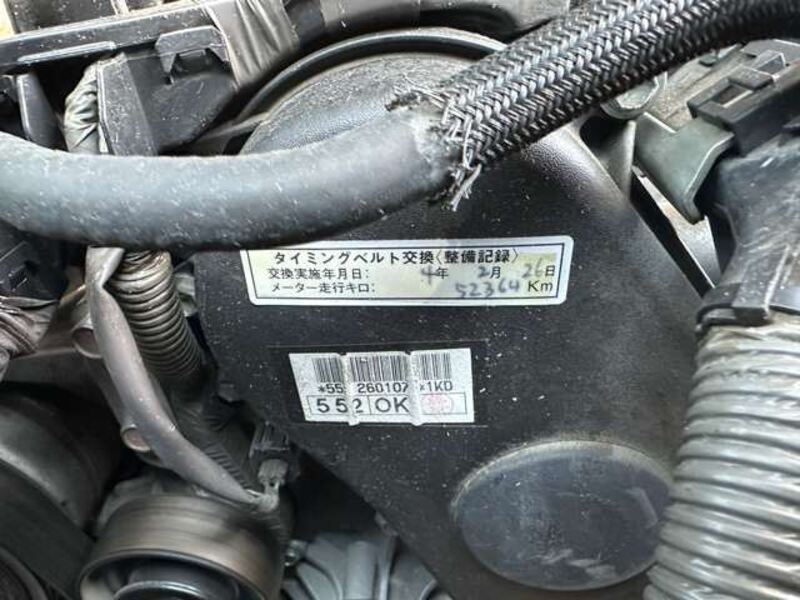 タイミングベルト交換〈整備記録〉
交換実施年月日: 4年 2月 26日
メーター走行キロ: 52364 Km
*55 260107 *1KD
552 OK